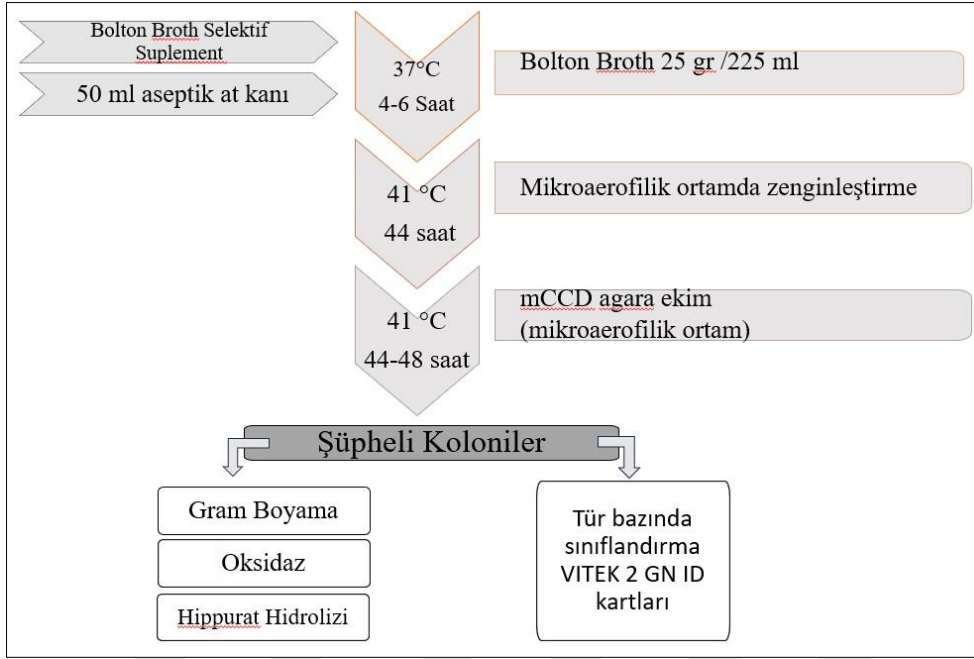 Bolton Broth Selektif
Suplement
50 ml aseptik at kanı
37°C
4-6 Saat
Bolton Broth 25 gr /225 ml
41 °C
44 saat
Mikroaerofilik ortamda zenginleştirme
41 °C
44-48 saat
mCCD agara ekim
(mikroaerofilik ortam)
Şüpheli Koloniler
Gram Boyama
Oksidaz
Hippurat Hidrolizi
Tür bazında
sınıflandırma
VITEK 2 GN ID
kartları